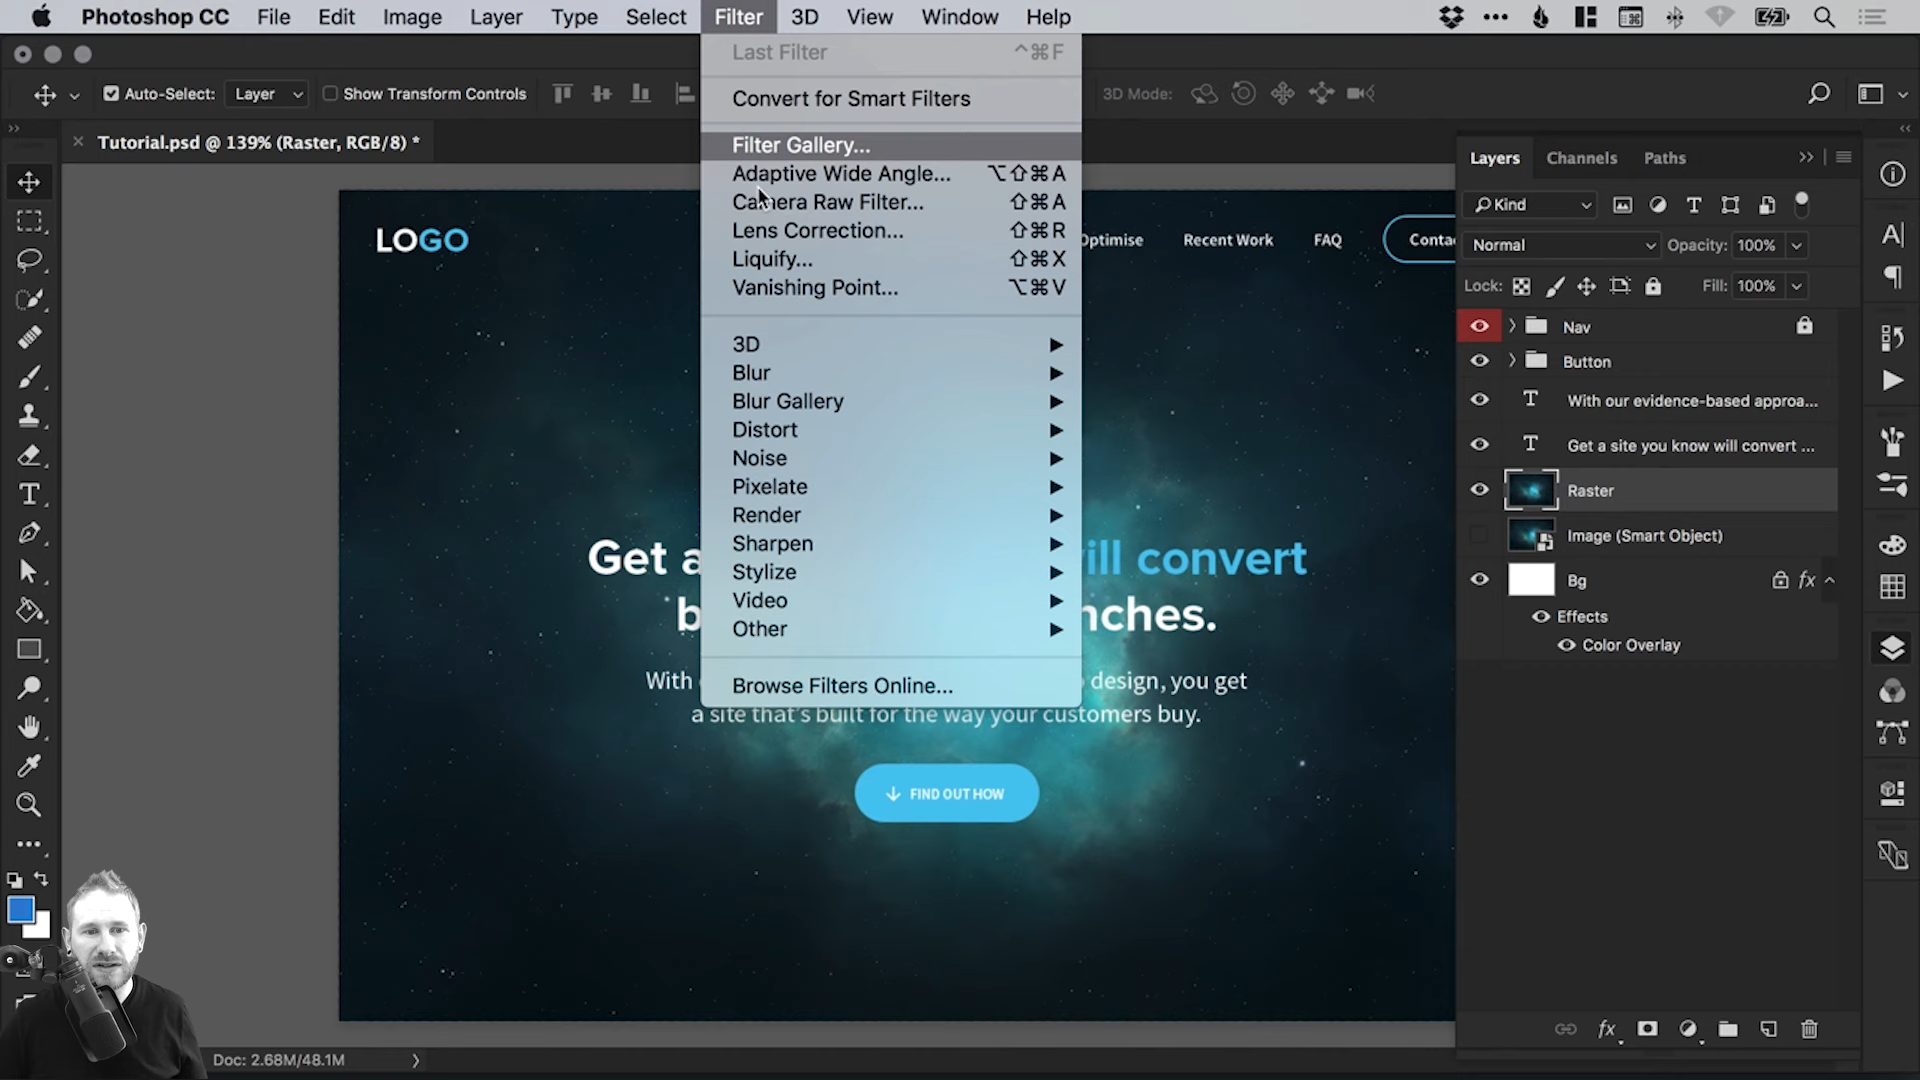 Photoshop CC File Edit Image Layer Type Select Filter 3D View Window Help
Auto-Select: Layer Show Transform Controls 3D Mode:
Tutorial.psd @ 139% (Raster, RGB/8) *
Last Filter ^⌘F
Convert for Smart Filters
Filter Gallery...
Adaptive Wide Angle... ⌥⇧⌘A
Camera Raw Filter... ⇧⌘A
Lens Correction... ⇧⌘R
Liquify... ⇧⌘X
Vanishing Point... ⌥⌘V
3D
Blur
Blur Gallery
Distort
Noise
Pixelate
Render
Sharpen
Stylize
Video
Other
Browse Filters Online...
LOGO
Optimise Recent Work FAQ Conta
Get a ill convert
b nches.
With design, you get
a site that's built for the way your customers buy.
FIND OUT HOW
Layers Channels Paths
Kind
Normal Opacity: 100%
Lock: Fill: 100%
Nav
Button
With our evidence-based approa...
Get a site you know will convert ...
Raster
Image (Smart Object)
Bg fx
Effects
Color Overlay
fx
Doc: 2.68M/48.1M